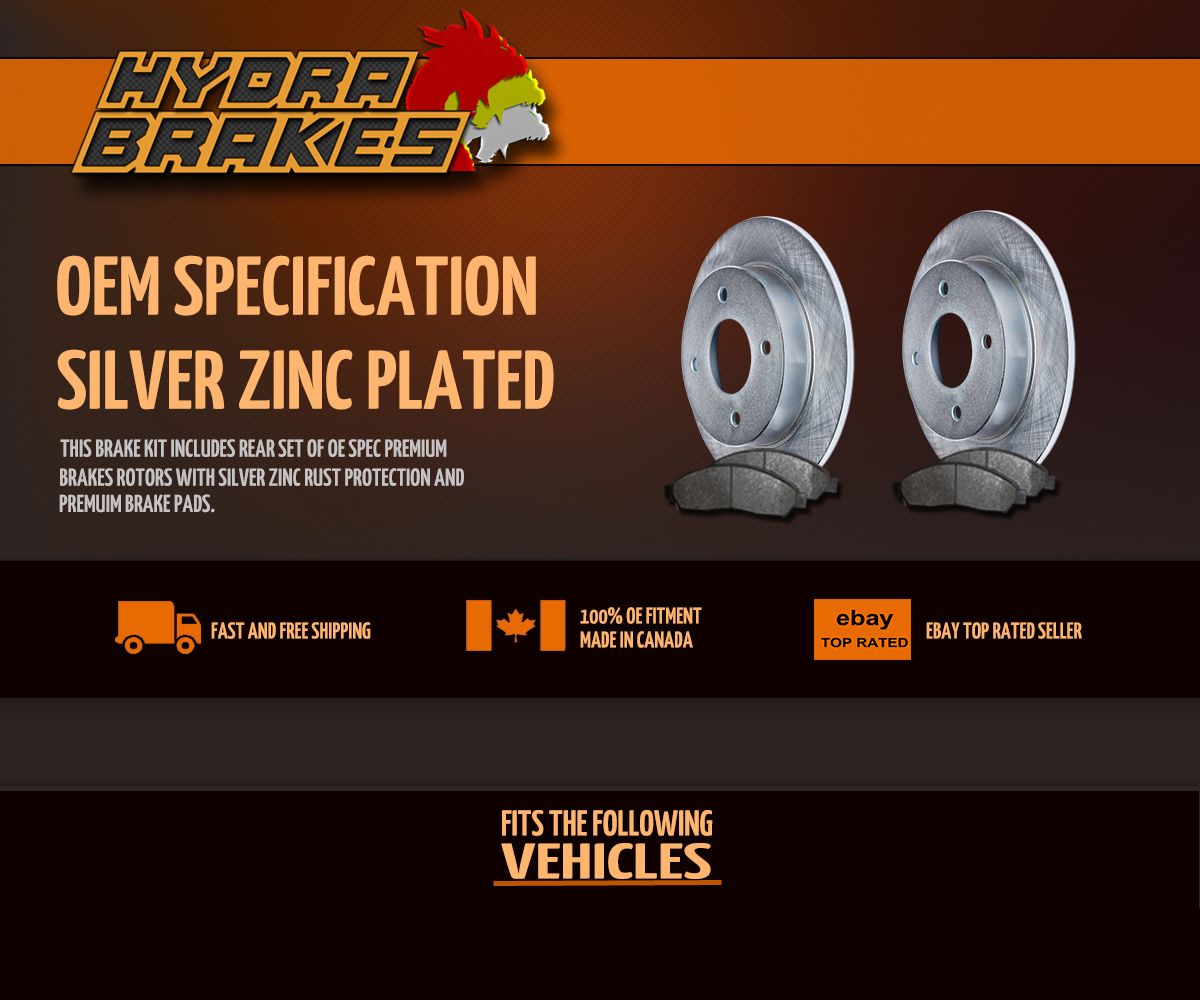 HYDRA
BRAKES
OEM SPECIFICATION
SILVER ZINC PLATED
THIS BRAKE KIT INCLUDES REAR SET OF OE SPEC PREMIUM
BRAKES ROTORS WITH SILVER ZINC RUST PROTECTION AND
PREMUIM BRAKE PADS.
FAST AND FREE SHIPPING
100% OE FITMENT
MADE IN CANADA
ebay
TOP RATED
EBAY TOP RATED SELLER
FITS THE FOLLOWING
VEHICLES